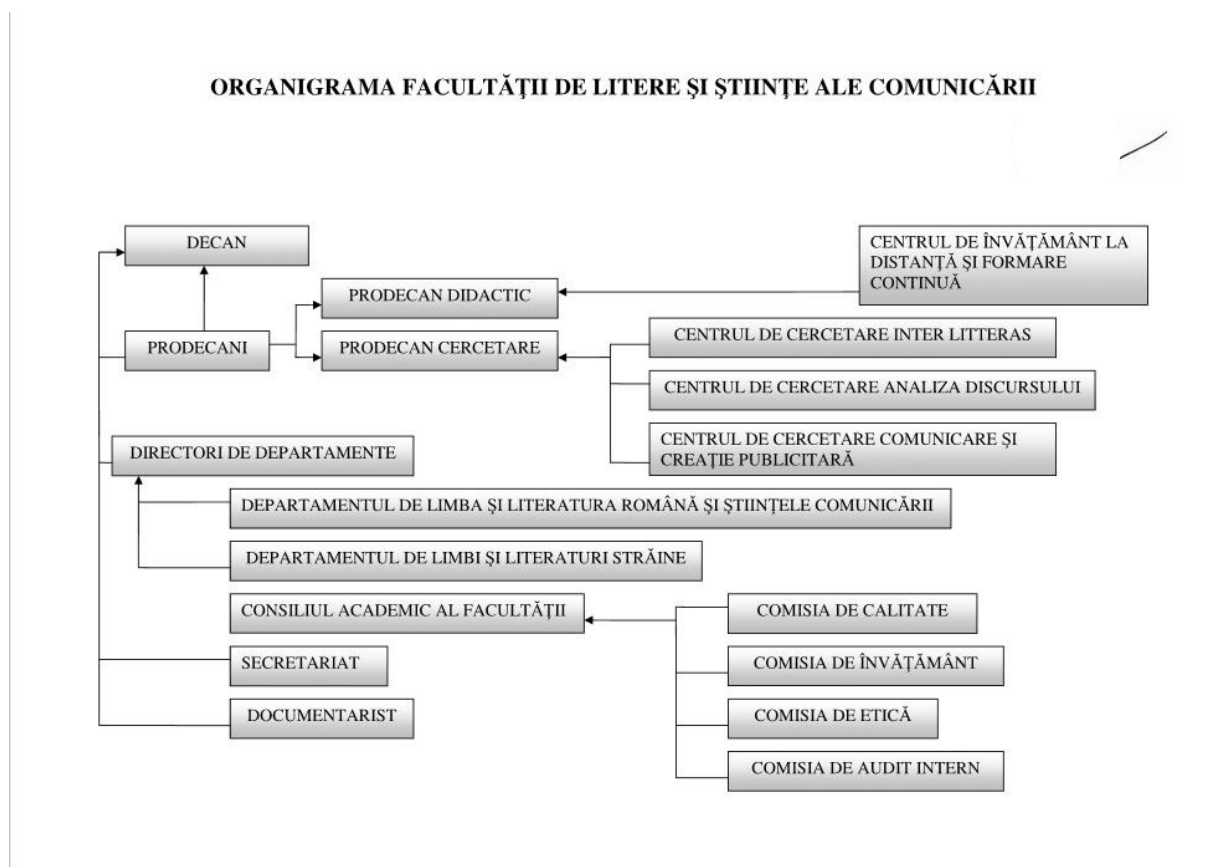 ORGANIGRAMA FACULTĂŢII DE LITERE ŞI ŞTIINŢE ALE COMUNICĂRII
DECAN
CENTRUL DE ÎNVĂŢĂMÂNT LA
DISTANŢĂ ŞI FORMARE
CONTINUĂ
PRODECAN DIDACTIC
PRODECANI
PRODECAN CERCETARE
CENTRUL DE CERCETARE INTER LITTERAS
CENTRUL DE CERCETARE ANALIZA DISCURSULUI
CENTRUL DE CERCETARE COMUNICARE ŞI
CREAŢIE PUBLICITARĂ
DIRECTORI DE DEPARTAMENTE
DEPARTAMENTUL DE LIMBA ŞI LITERATURA ROMÂNĂ ŞI ŞTIINŢELE COMUNICĂRII
DEPARTAMENTUL DE LIMBI ŞI LITERATURI STRĂINE
CONSILIUL ACADEMIC AL FACULTĂŢII
COMISIA DE CALITATE
SECRETARIAT
COMISIA DE ÎNVĂŢĂMÂNT
DOCUMENTARIST
COMISIA DE ETICĂ
COMISIA DE AUDIT INTERN